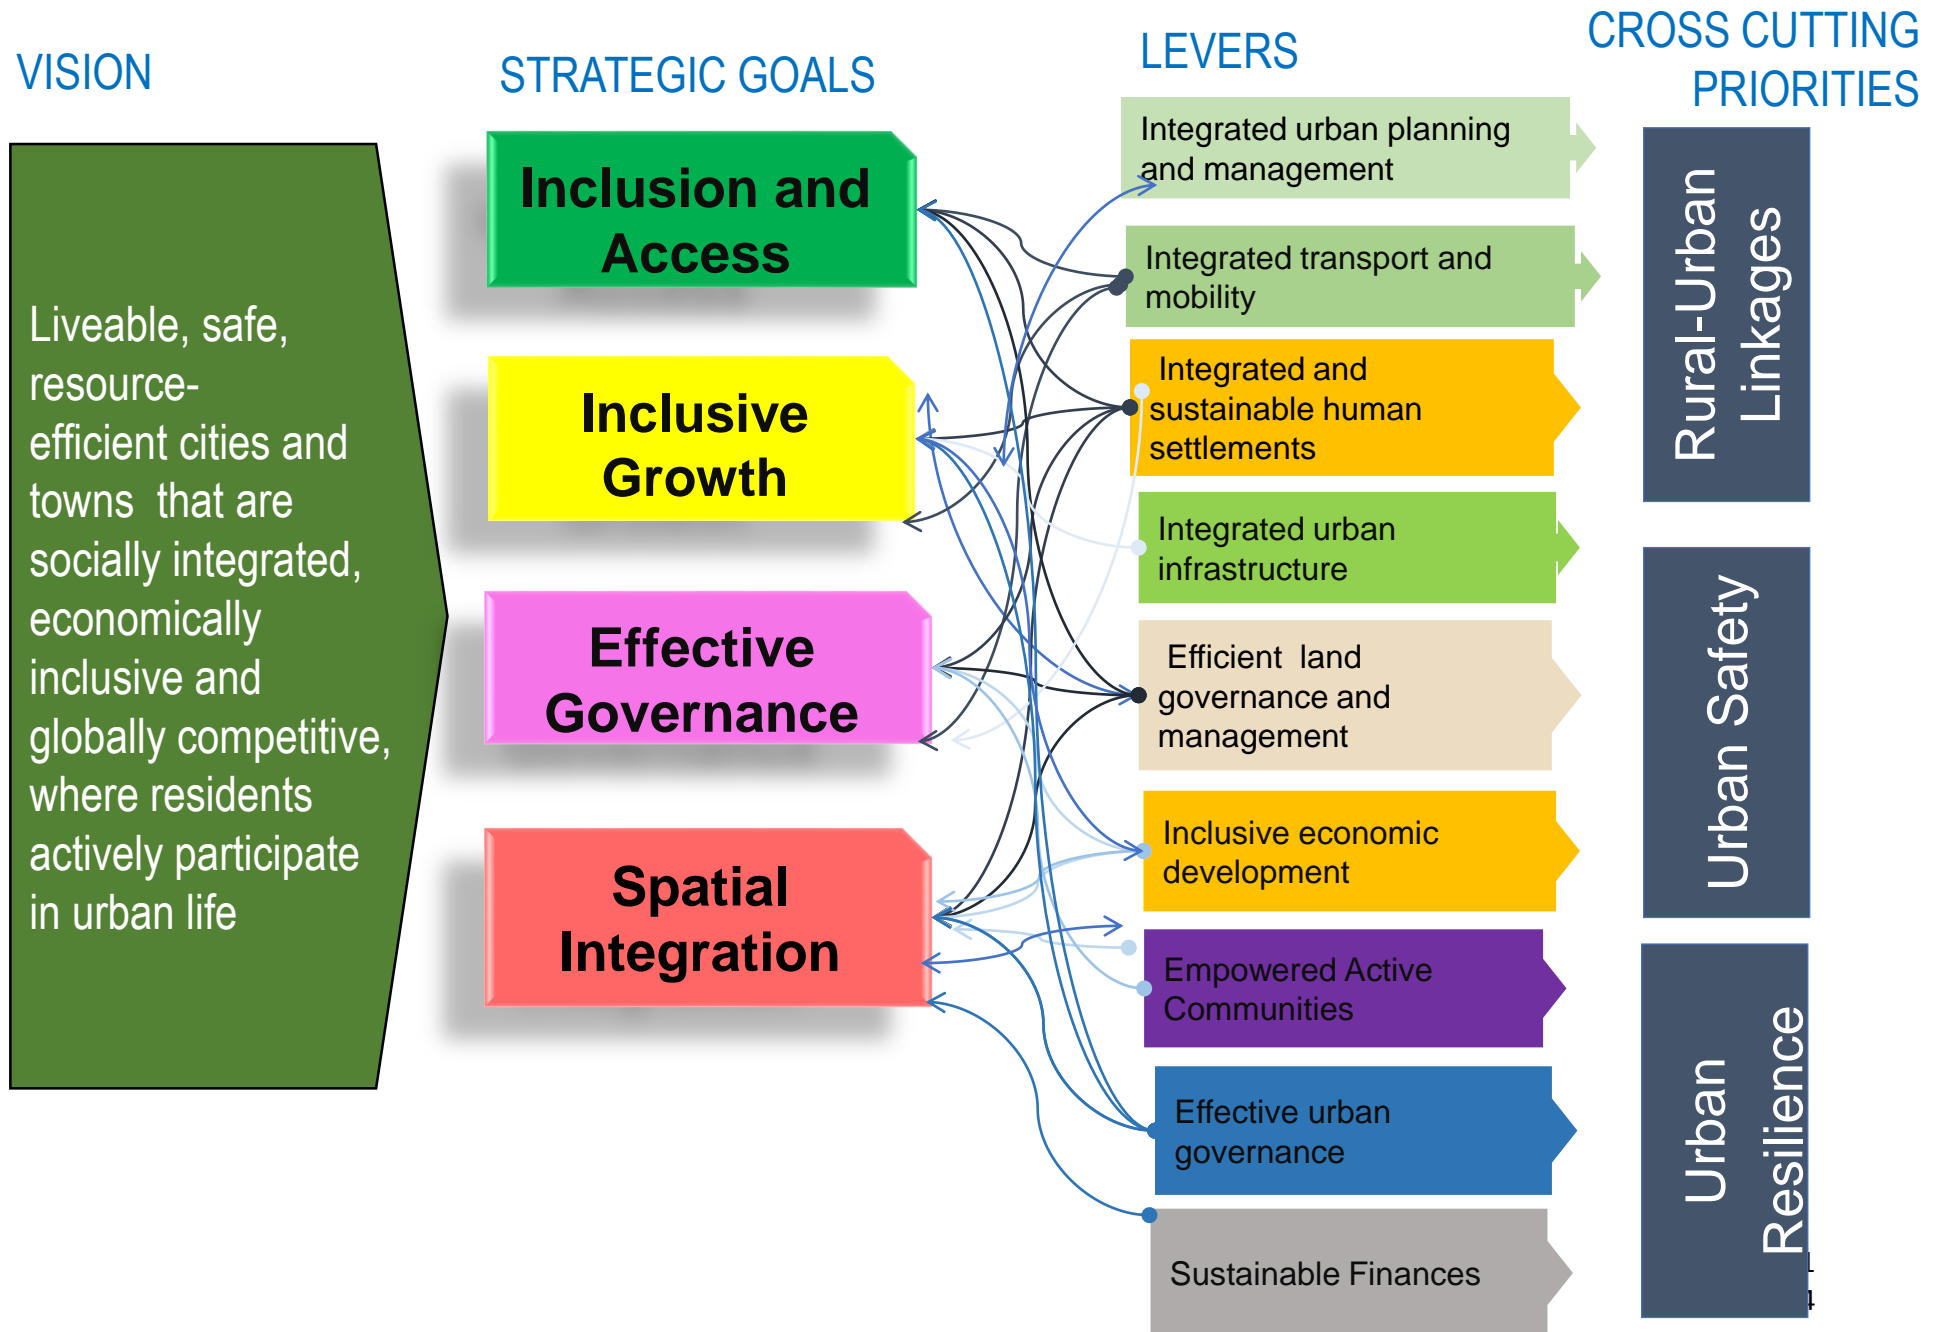 VISION
STRATEGIC GOALS
LEVERS
CROSS CUTTING
PRIORITIES
Liveable, safe,
resource-
efficient cities and
towns that are
socially integrated,
economically
inclusive and
globally competitive,
where residents
actively participate
in urban life
Inclusion and
Access
Inclusive
Growth
Effective
Governance
Spatial
Integration
Integrated urban planning
and management
Integrated transport and
mobility
Integrated and
sustainable human
settlements
Integrated urban
infrastructure
Efficient land
governance and
management
Inclusive economic
development
Empowered Active
Communities
Effective urban
governance
Sustainable Finances
Rural-Urban
Linkages
Urban Safety
Urban
Resilience
4